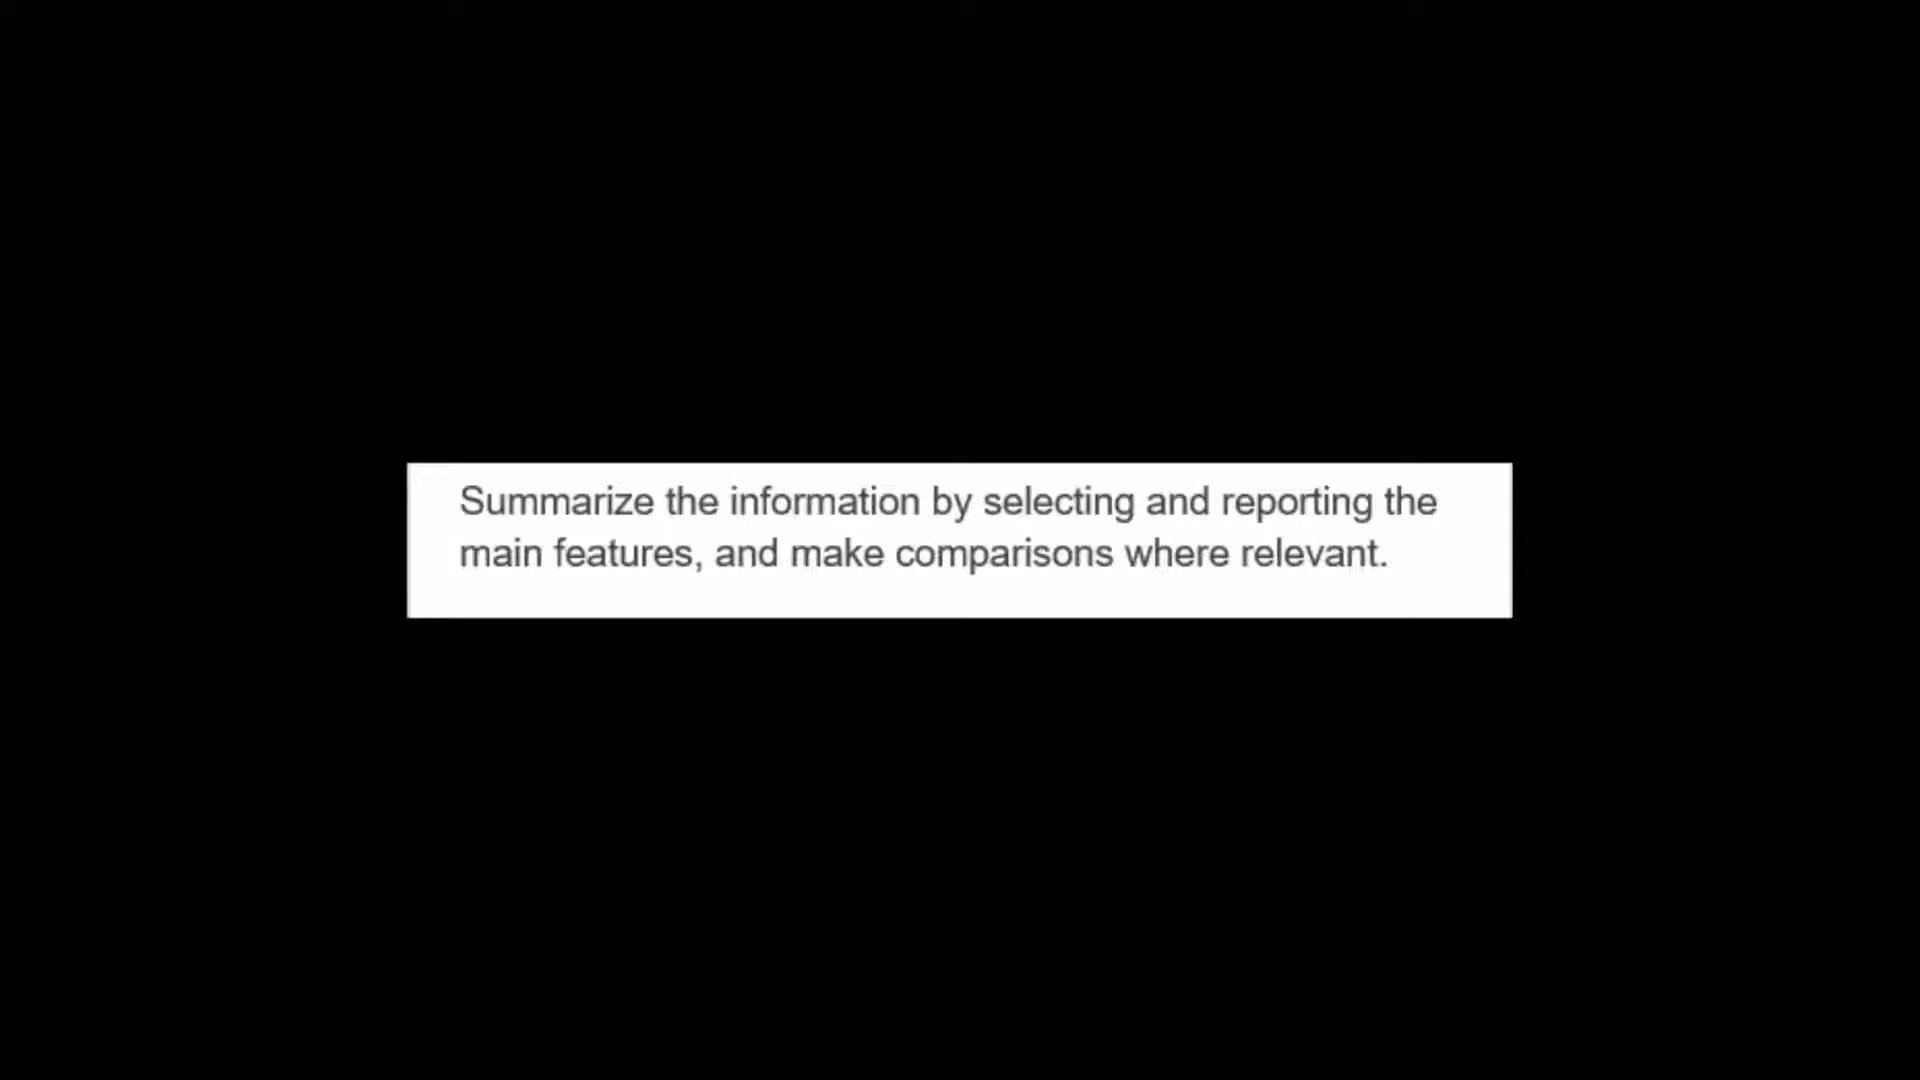 Summarize the information by selecting and reporting the
main features, and make comparisons where relevant.